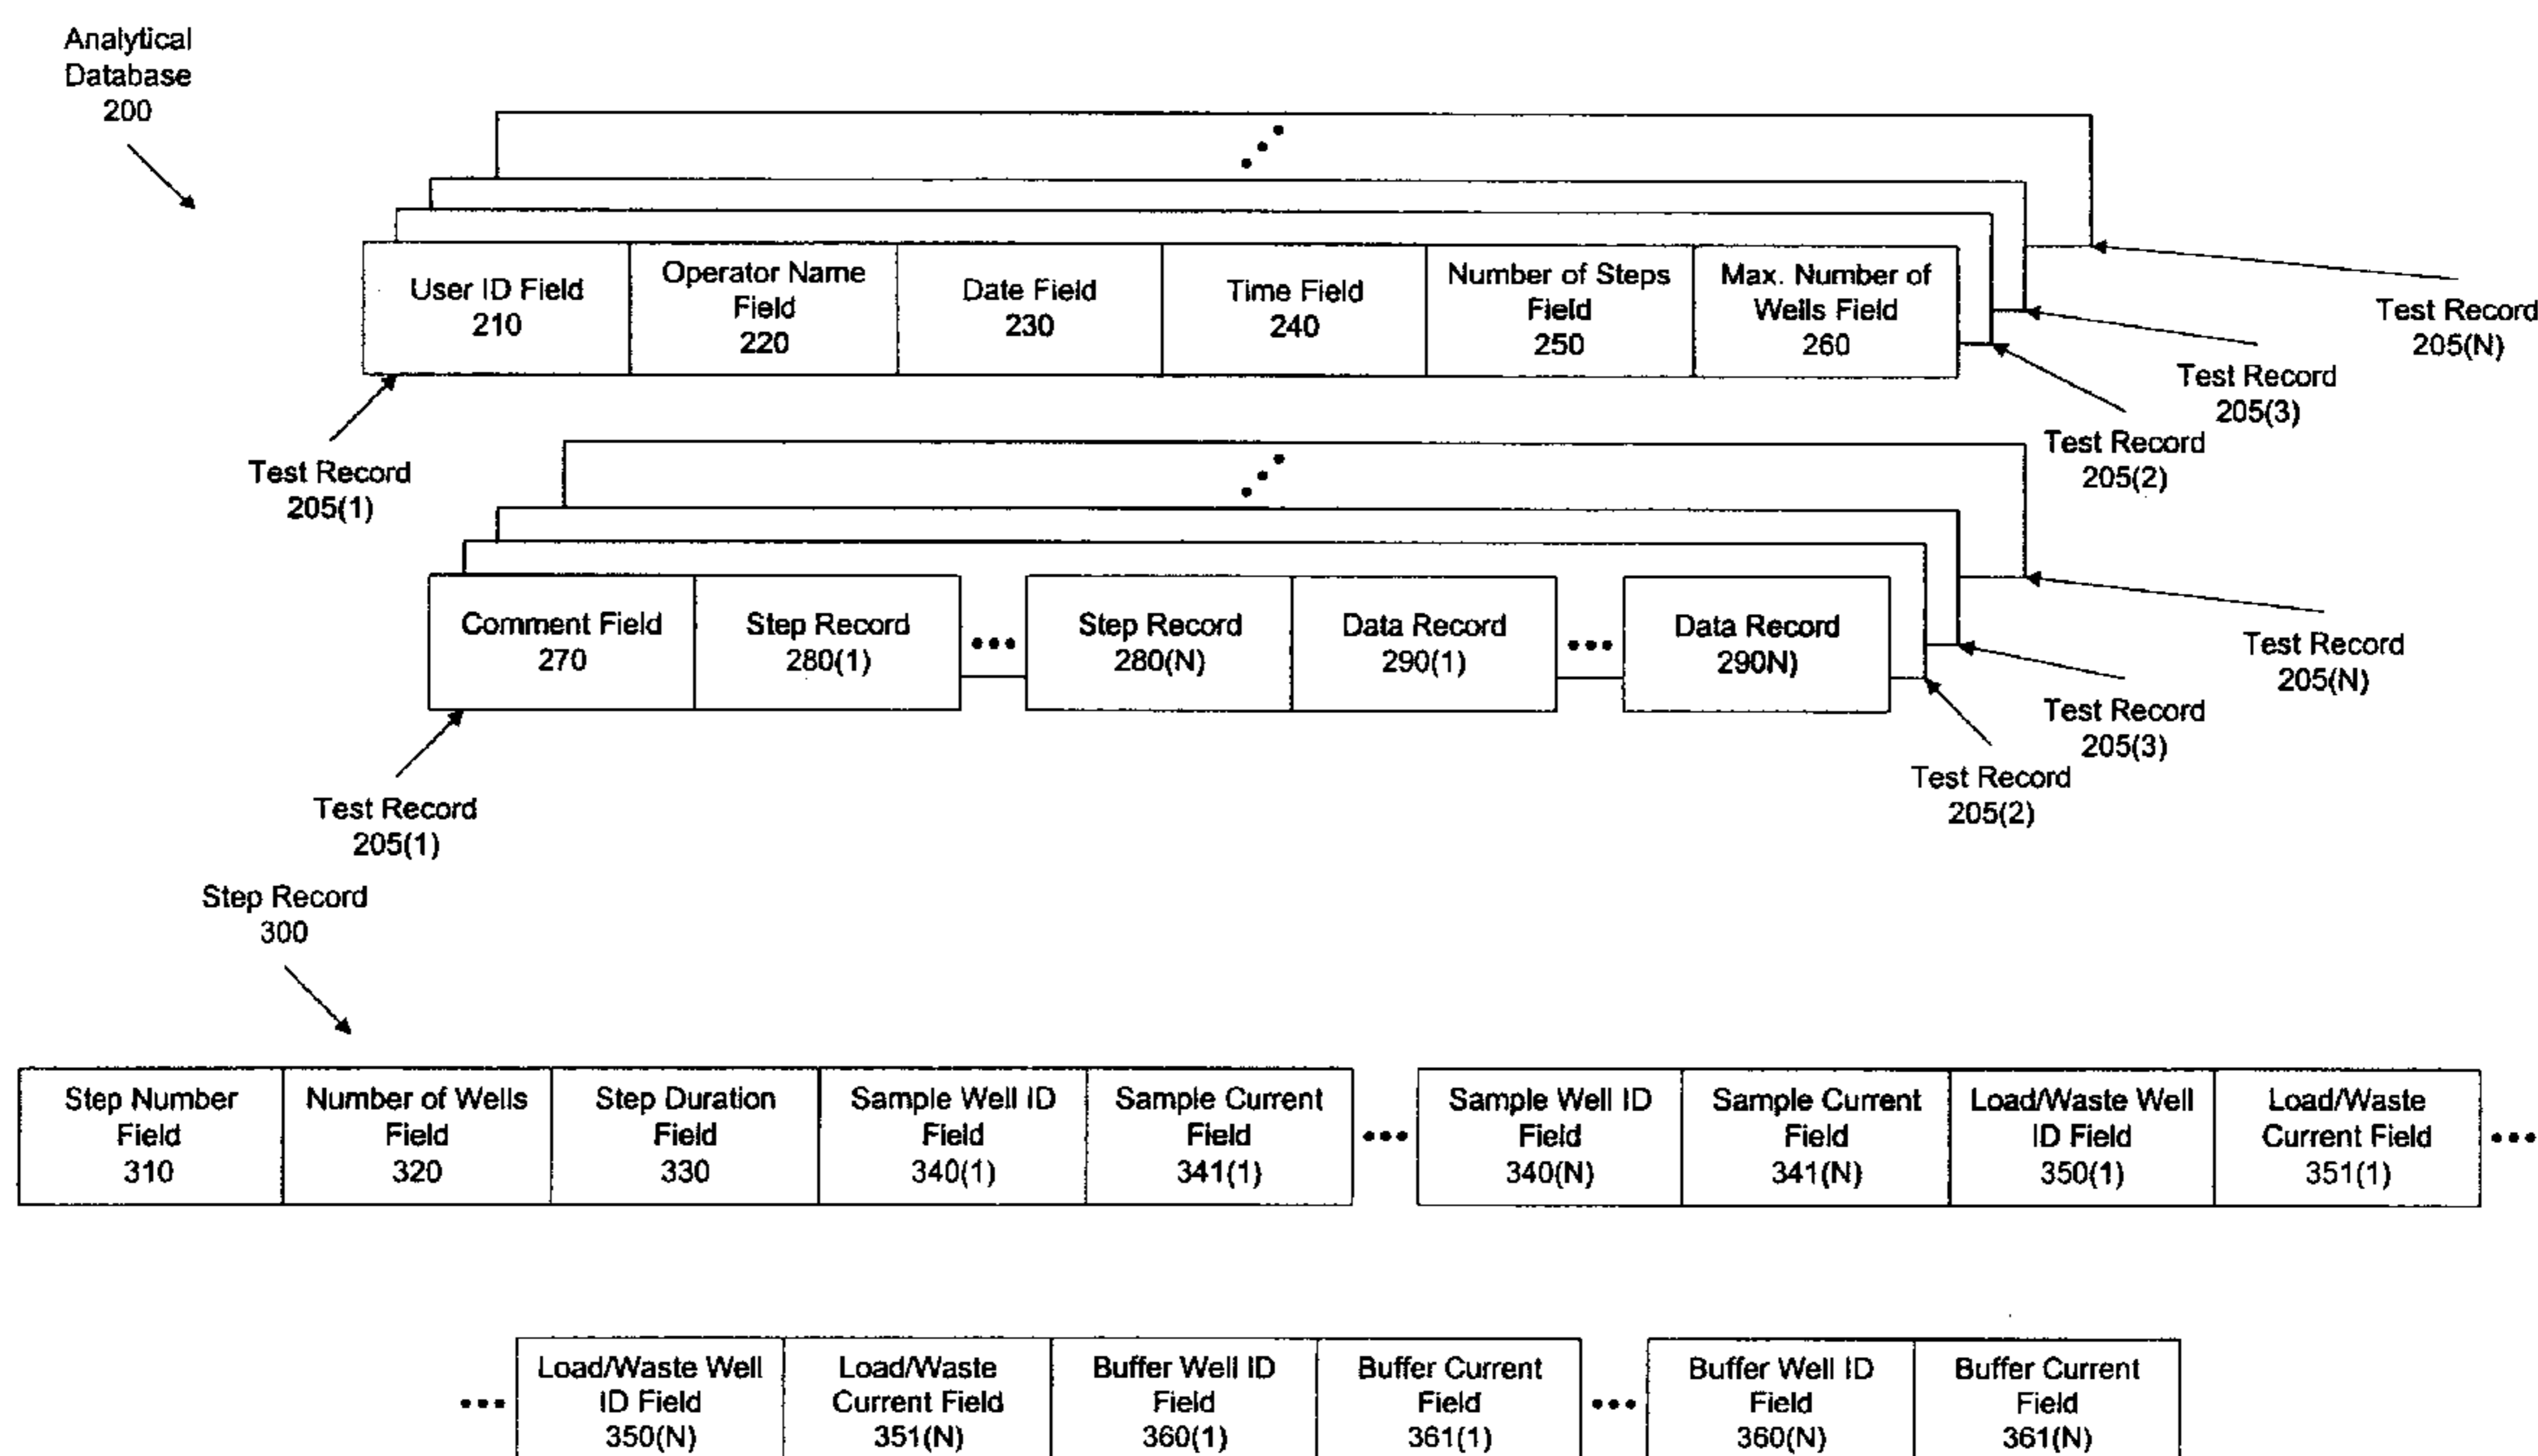 Analytical
Database
200
User ID Field
210
Operator Name
Field
220
Date Field
230
Time Field
240
Number of Steps
Field
250
Max. Number of
Wells Field
260
Test Record
205(N)
Test Record
205(3)
Test Record
205(2)
Test Record
205(1)
Comment Field
270
Step Record
280(1)
•••
Step Record
280(N)
Data Record
290(1)
•••
Data Record
290N)
Test Record
205(N)
Test Record
205(3)
Test Record
205(2)
Test Record
205(1)
Step Record
300
Step Number
Field
310
Number of Wells
Field
320
Step Duration
Field
330
Sample Well ID
Field
340(1)
Sample Current
Field
341(1)
•••
Sample Well ID
Field
340(N)
Sample Current
Field
341(N)
Load/Waste Well
ID Field
350(1)
Load/Waste
Current Field
351(1)
•••
•••
Load/Waste Well
ID Field
350(N)
Load/Waste
Current Field
351(N)
Buffer Well ID
Field
360(1)
Buffer Current
Field
361(1)
•••
Buffer Well ID
Field
360(N)
Buffer Current
Field
361(N)